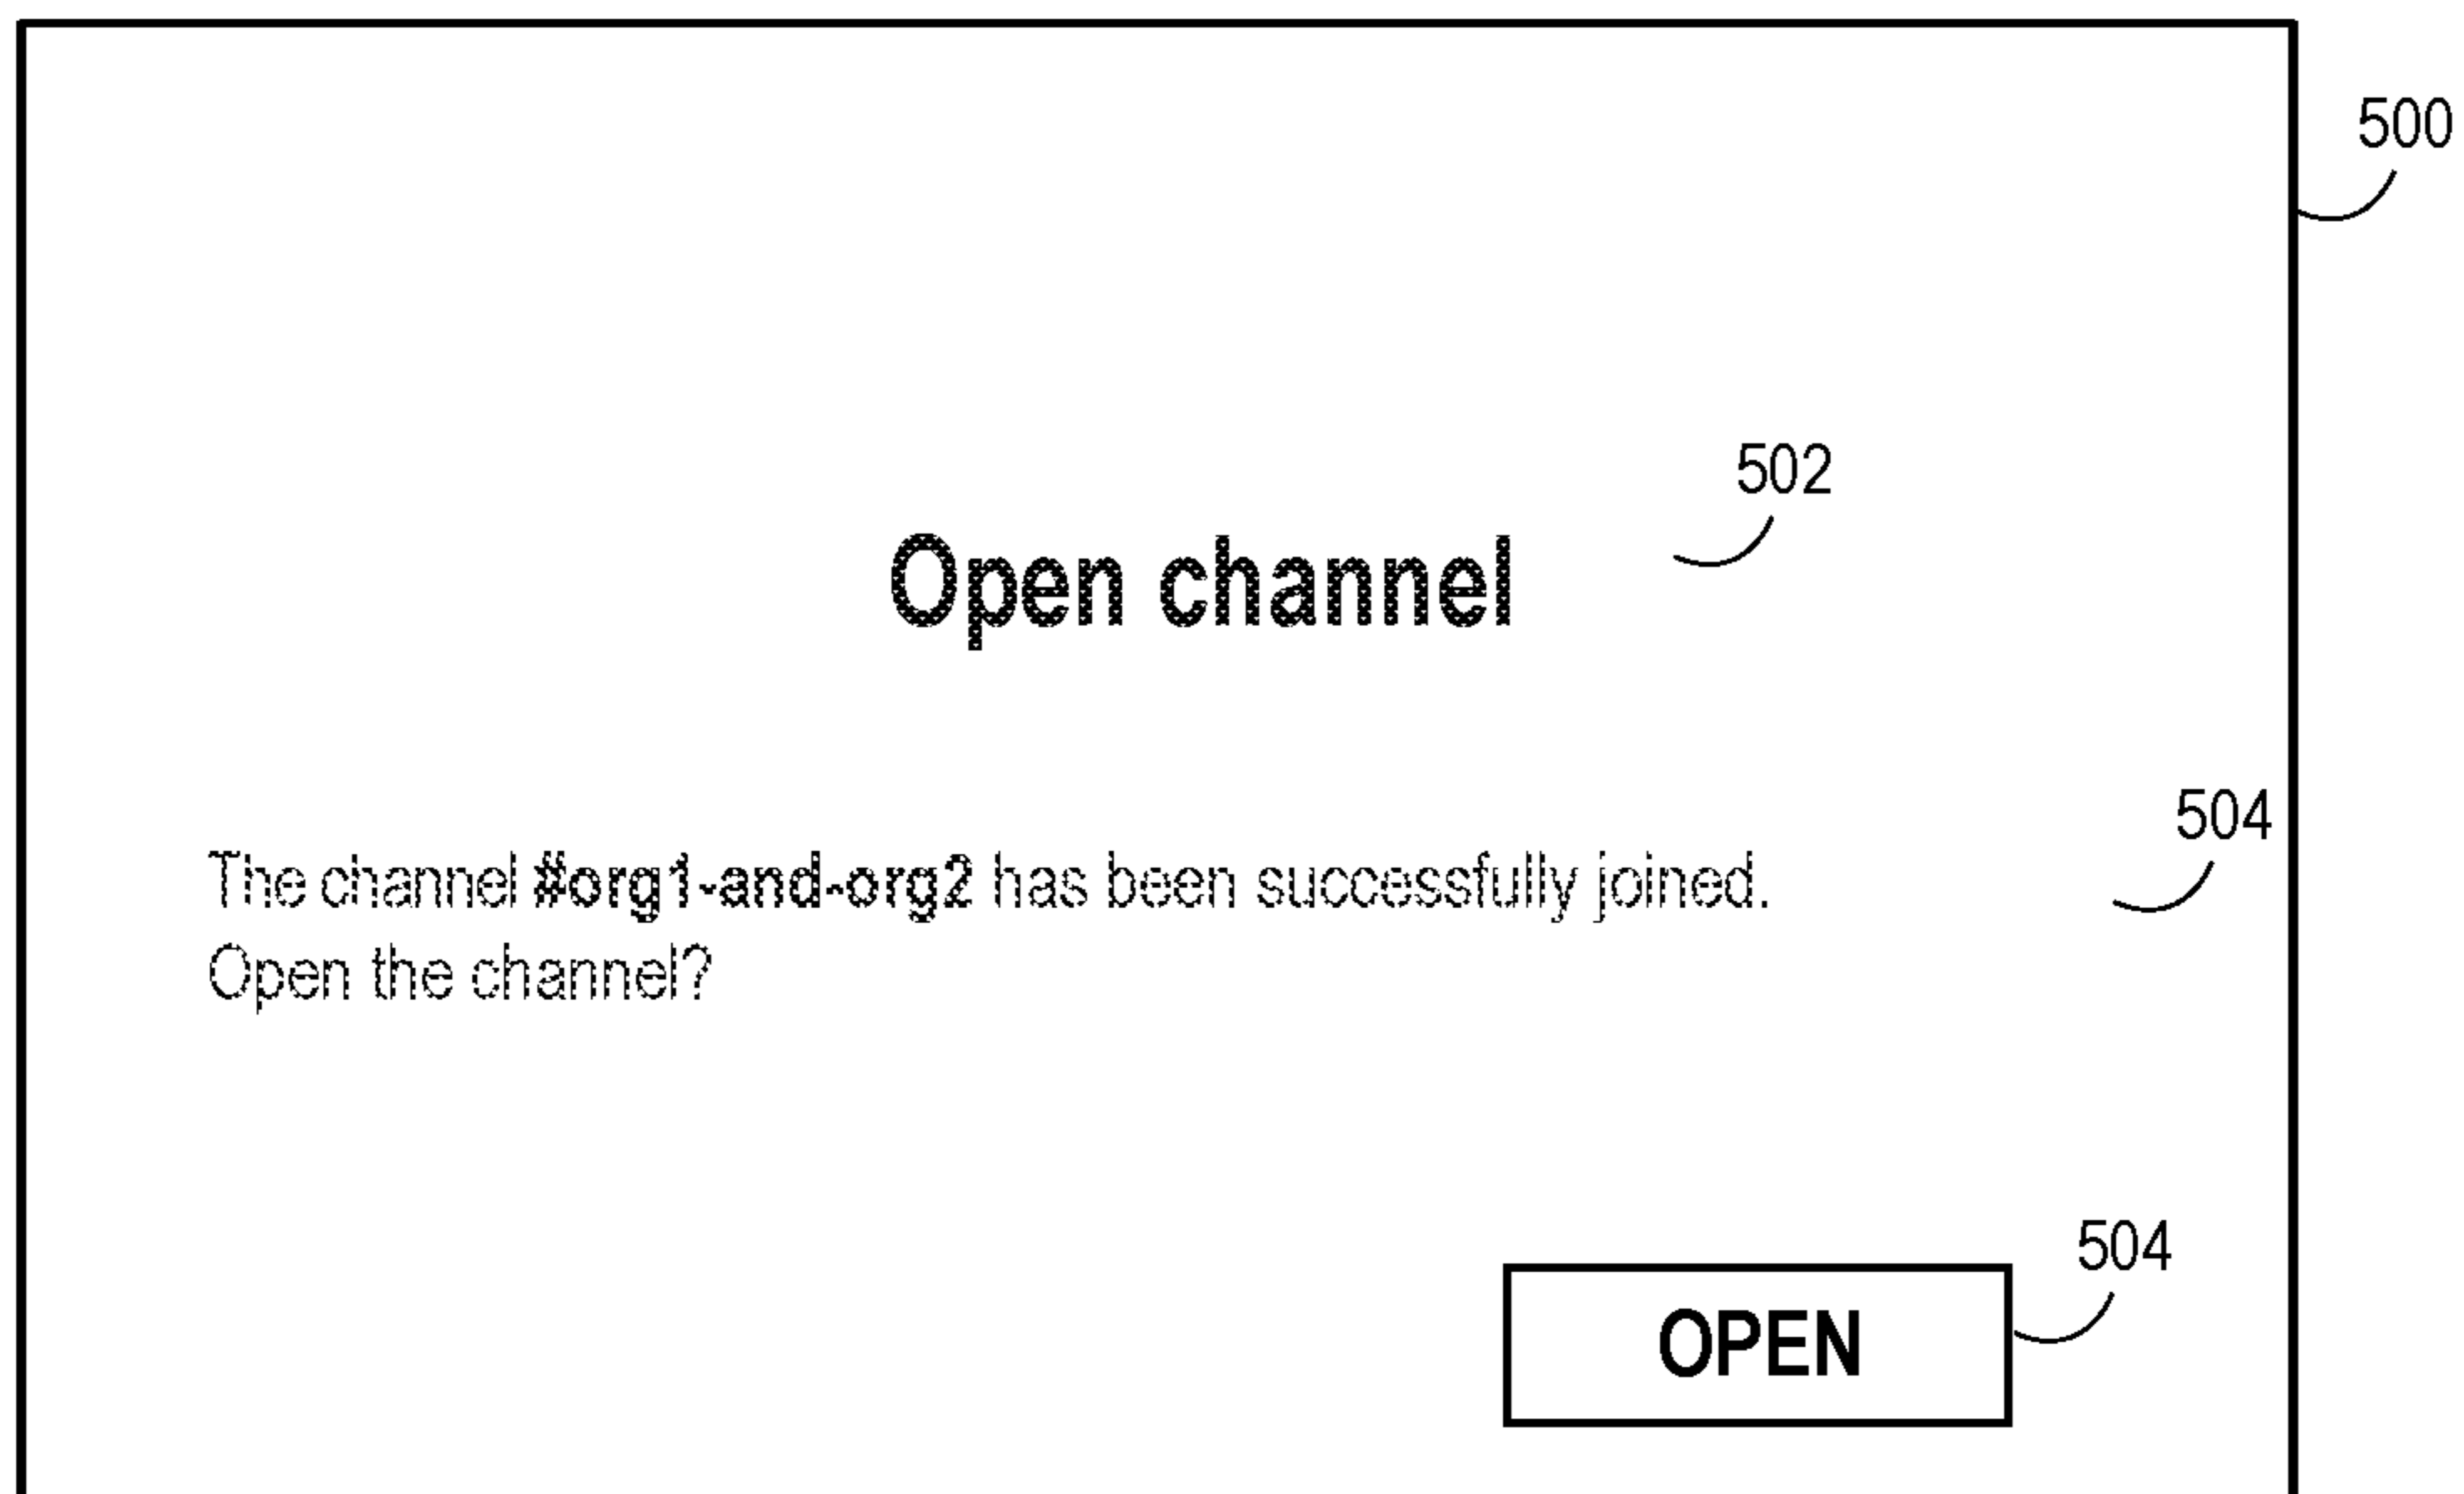 500
502
Open channel
504
The channel #org1-and-org2 has been successfully joined.
Open the channel?
504
OPEN